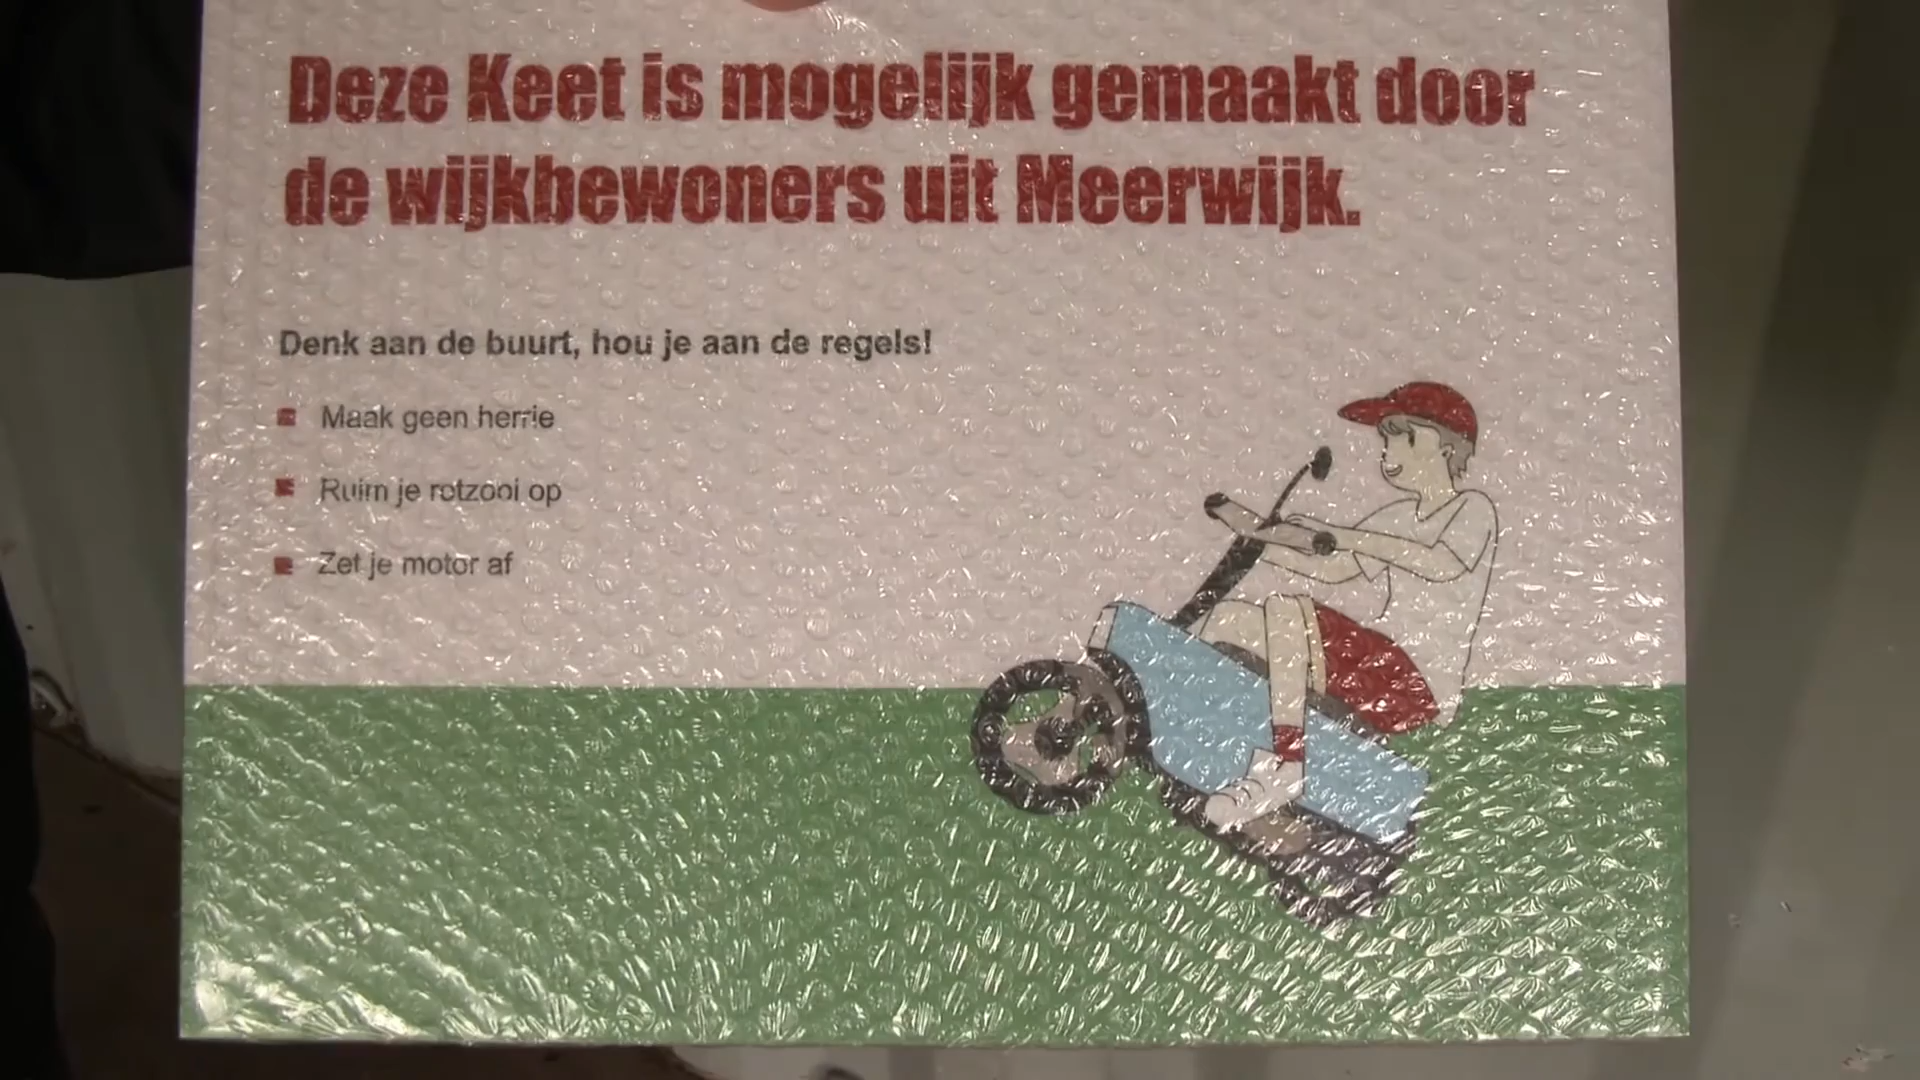 Deze Keet is mogelijk gemaakt door
de wijkbewoners uit Meerwijk.
Denk aan de buurt, hou je aan de regels!
Maak geen herrie
Ruim je rotzooi op
Zet je motor af